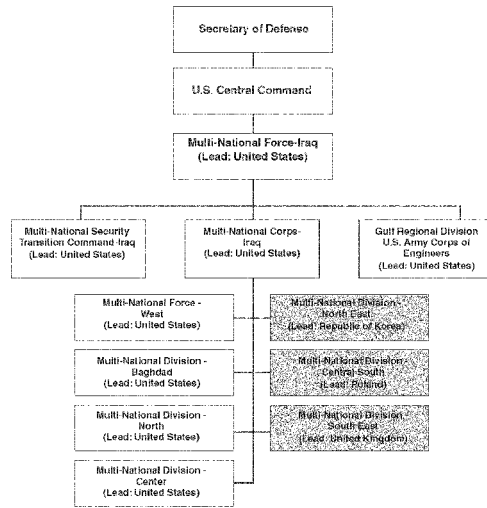 Secretary of Defense
U.S. Central Command
Multi-National Force-Iraq
(Lead: United States)
Multi-National Security
Transition Command-Iraq
(Lead: United States)
Multi-National Corps-
Iraq
(Lead: United States)
Gulf Regional Division
U.S. Army Corps of
Engineers
(Lead: United States)
Multi-National Force -
West
(Lead: United States)
Multi-National Division -
North East
(Lead: Republic of Korea)
Multi-National Division -
Baghdad
(Lead: United States)
Multi-National Division -
Central-South
(Lead: Poland)
Multi-National Division -
North
(Lead: United States)
Multi-National Division -
South East
(Lead: United Kingdom)
Multi-National Division -
Center
(Lead: United States)